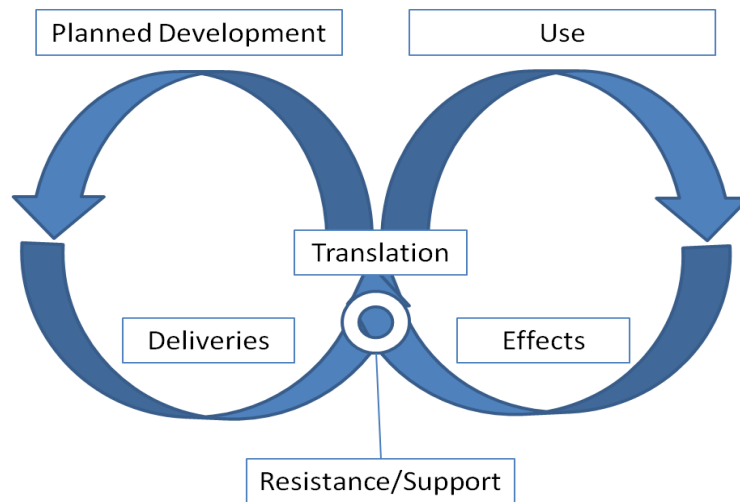 Planned Development
Use
Translation
Deliveries
Effects
Resistance/Support